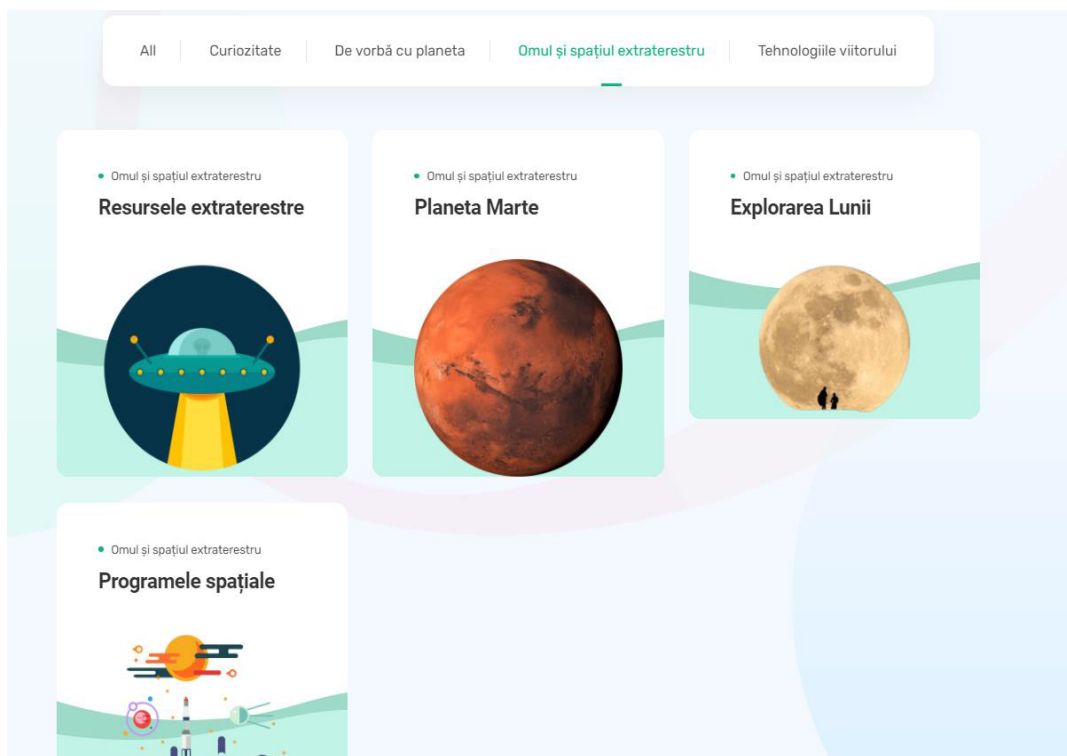 All
Curiozitate
De vorbă cu planeta
Omul și spațiul extraterestru
Tehnologiile viitorului
Omul și spațiul extraterestru
Resursele extraterestre
Omul și spațiul extraterestru
Planeta Marte
Omul și spațiul extraterestru
Explorarea Lunii
Omul și spațiul extraterestru
Programele spațiale